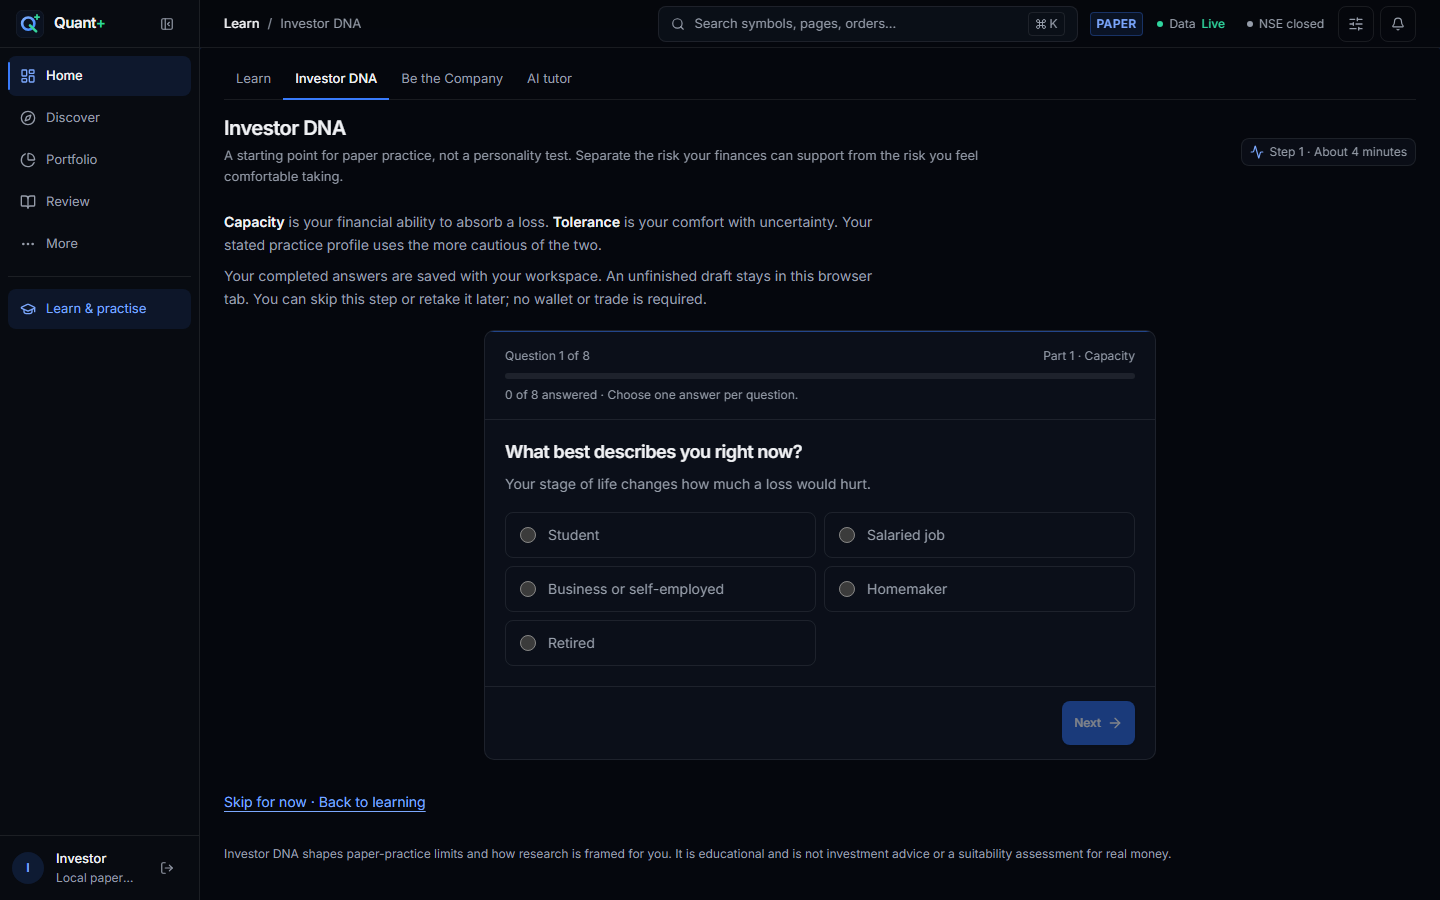 Quant+
Learn / Investor DNA
Search symbols, pages, orders...
⌘ K
PAPER
Data Live
NSE closed
Home
Discover
Portfolio
Review
More
Learn & practise
Learn
Investor DNA
Be the Company
AI tutor
Investor DNA
A starting point for paper practice, not a personality test. Separate the risk your finances can support from the risk you feel
comfortable taking.
Step 1 · About 4 minutes
Capacity is your financial ability to absorb a loss. Tolerance is your comfort with uncertainty. Your
stated practice profile uses the more cautious of the two.
Your completed answers are saved with your workspace. An unfinished draft stays in this browser
tab. You can skip this step or retake it later; no wallet or trade is required.
Question 1 of 8
Part 1 · Capacity
0 of 8 answered · Choose one answer per question.
What best describes you right now?
Your stage of life changes how much a loss would hurt.
Student
Salaried job
Business or self-employed
Homemaker
Retired
Next →
Skip for now · Back to learning
Investor DNA shapes paper-practice limits and how research is framed for you. It is educational and is not investment advice or a suitability assessment for real money.
I
Investor
Local paper...